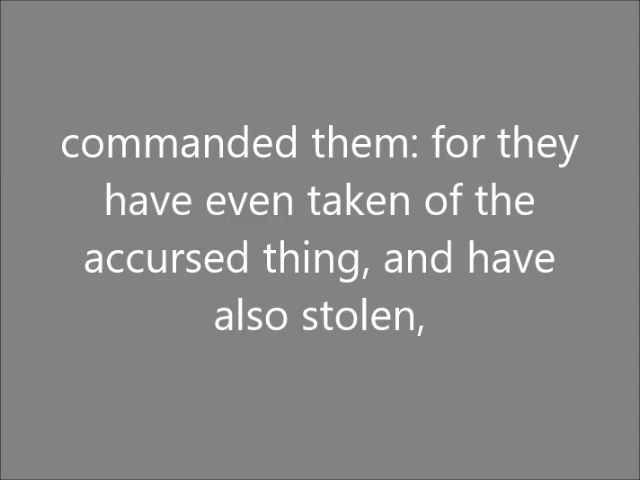 commanded them: for they
have even taken of the
accursed thing, and have
also stolen,